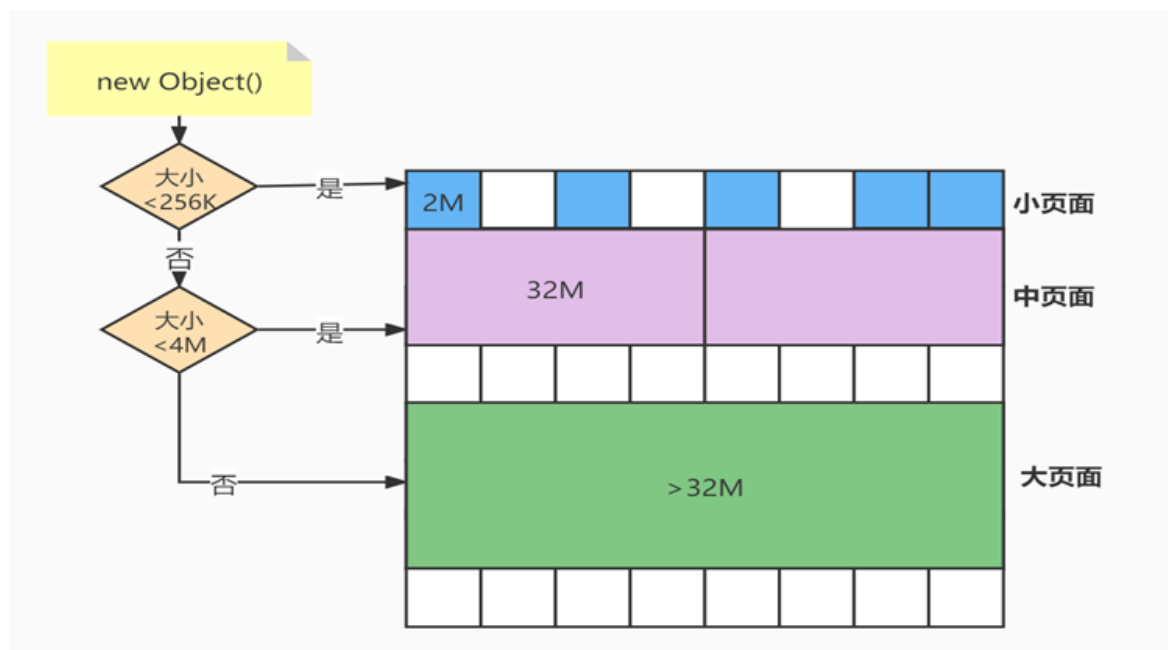 new Object()
大小
<256K
是
2M
小页面
否
32M
中页面
大小
<4M
是
否
>32M
大页面